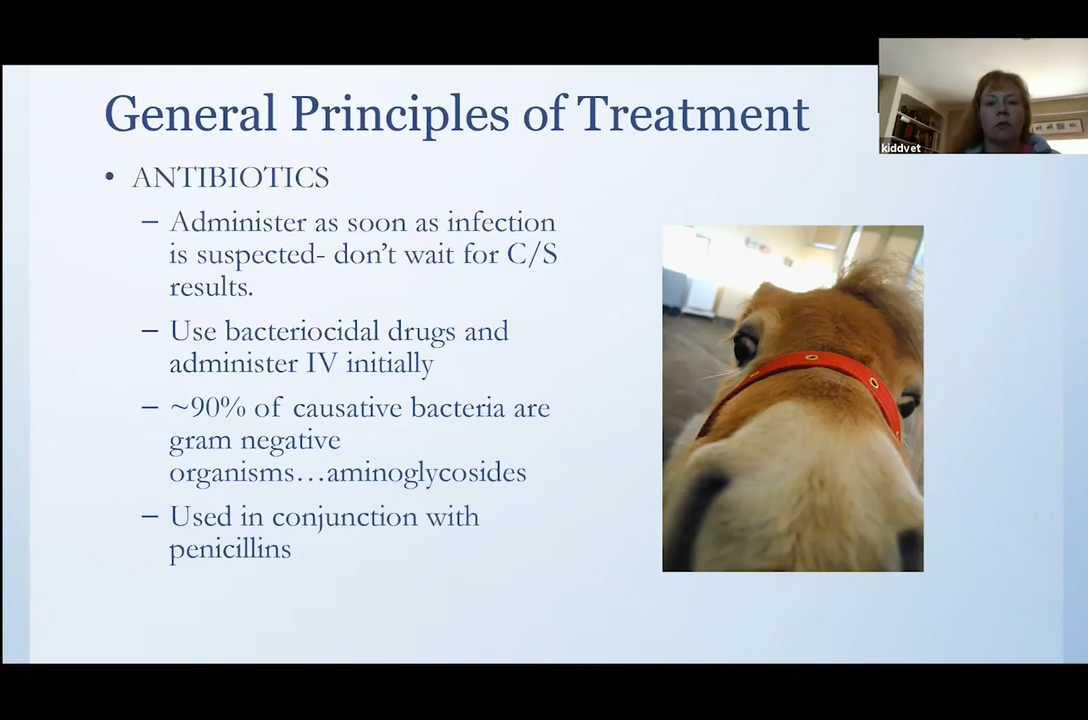 General Principles of Treatment
kiddvet
• ANTIBIOTICS
– Administer as soon as infection
is suspected- don’t wait for C/S
results.
– Use bacteriocidal drugs and
administer IV initially
– ~90% of causative bacteria are
gram negative
organisms…aminoglycosides
– Used in conjunction with
penicillins